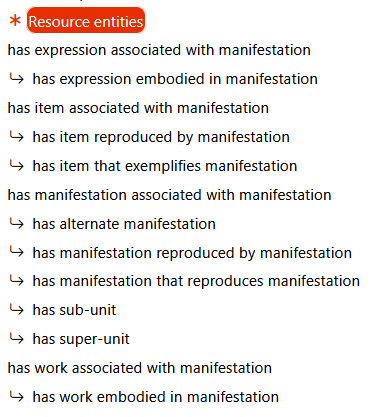 * Resource entities
has expression associated with manifestation
↳ has expression embodied in manifestation
has item associated with manifestation
↳ has item reproduced by manifestation
↳ has item that exemplifies manifestation
has manifestation associated with manifestation
↳ has alternate manifestation
↳ has manifestation reproduced by manifestation
↳ has manifestation that reproduces manifestation
↳ has sub-unit
↳ has super-unit
has work associated with manifestation
↳ has work embodied in manifestation